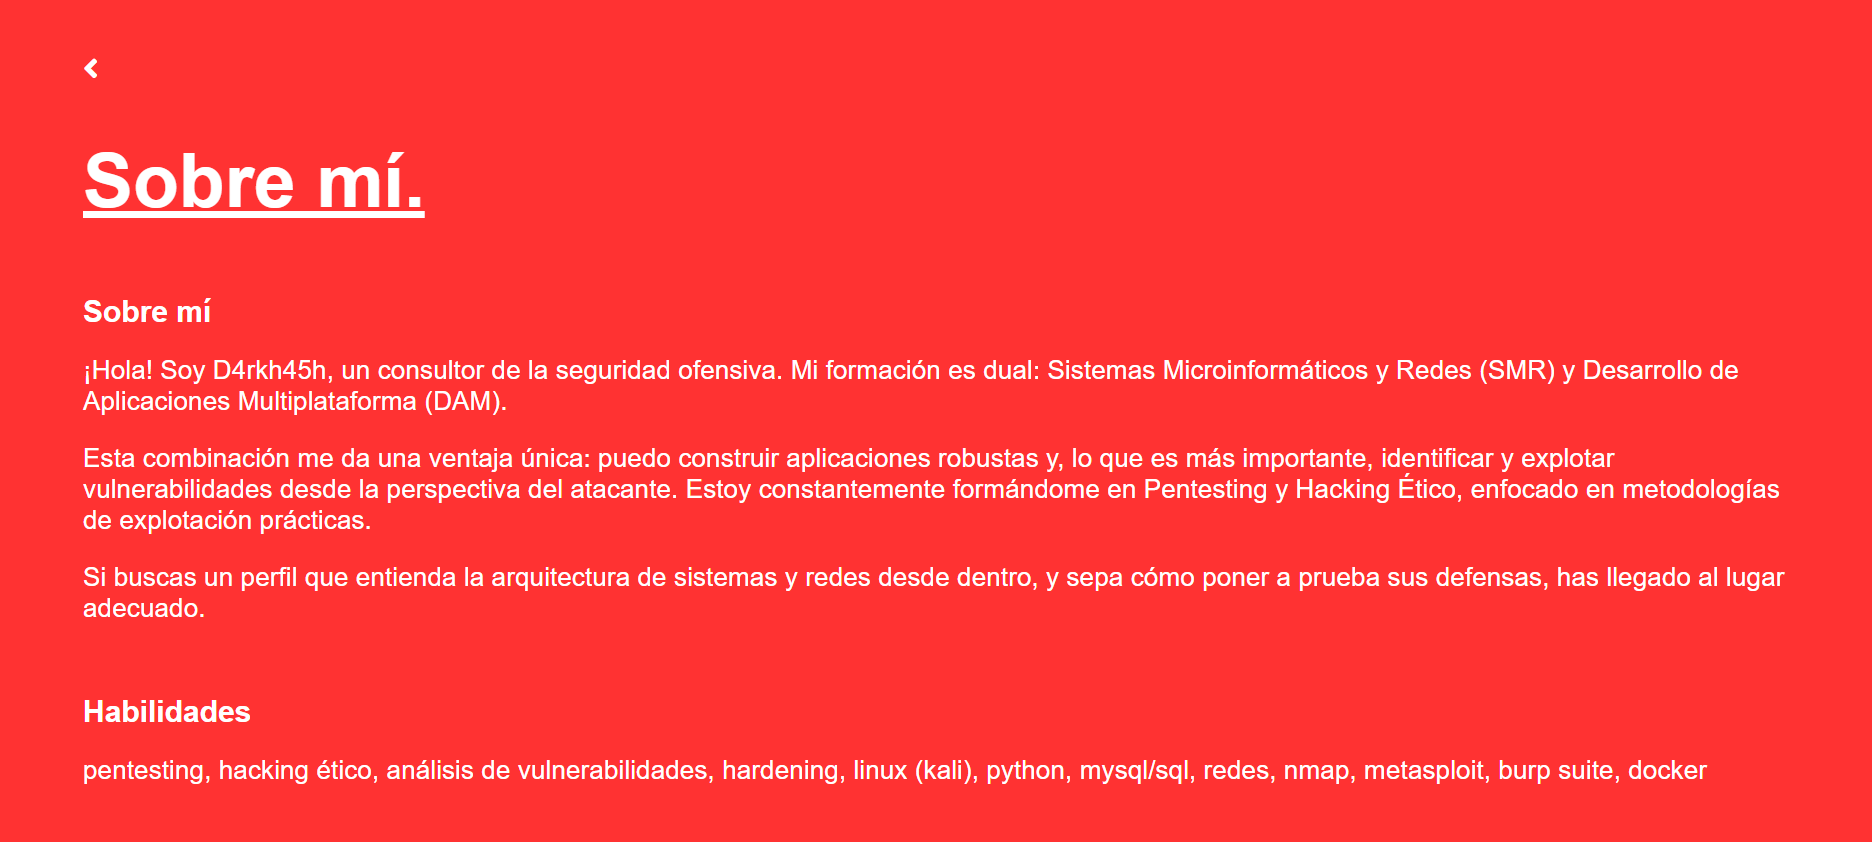 Sobre mí.
Sobre mí
¡Hola! Soy D4rkh45h, un consultor de la seguridad ofensiva. Mi formación es dual: Sistemas Microinformáticos y Redes (SMR) y Desarrollo de
Aplicaciones Multiplataforma (DAM).
Esta combinación me da una ventaja única: puedo construir aplicaciones robustas y, lo que es más importante, identificar y explotar
vulnerabilidades desde la perspectiva del atacante. Estoy constantemente formándome en Pentesting y Hacking Ético, enfocado en metodologías
de explotación prácticas.
Si buscas un perfil que entienda la arquitectura de sistemas y redes desde dentro, y sepa cómo poner a prueba sus defensas, has llegado al lugar
adecuado.
Habilidades
pentesting, hacking ético, análisis de vulnerabilidades, hardening, linux (kali), python, mysql/sql, redes, nmap, metasploit, burp suite, docker